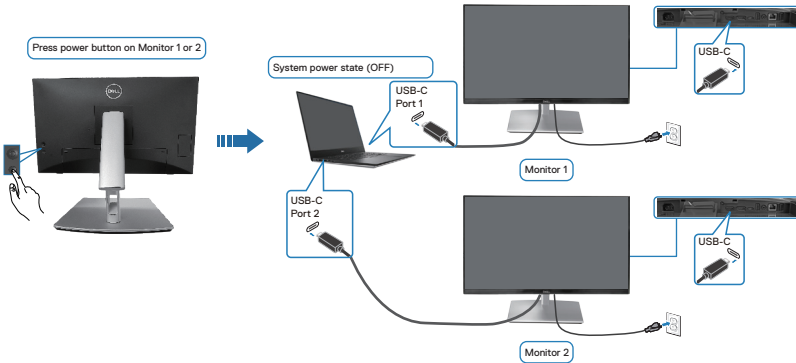 Press power button on Monitor 1 or 2
DELL
System power state (OFF)
USB-C
Port 1
USB-C
Monitor 1
USB-C
Port 2
USB-C
Monitor 2